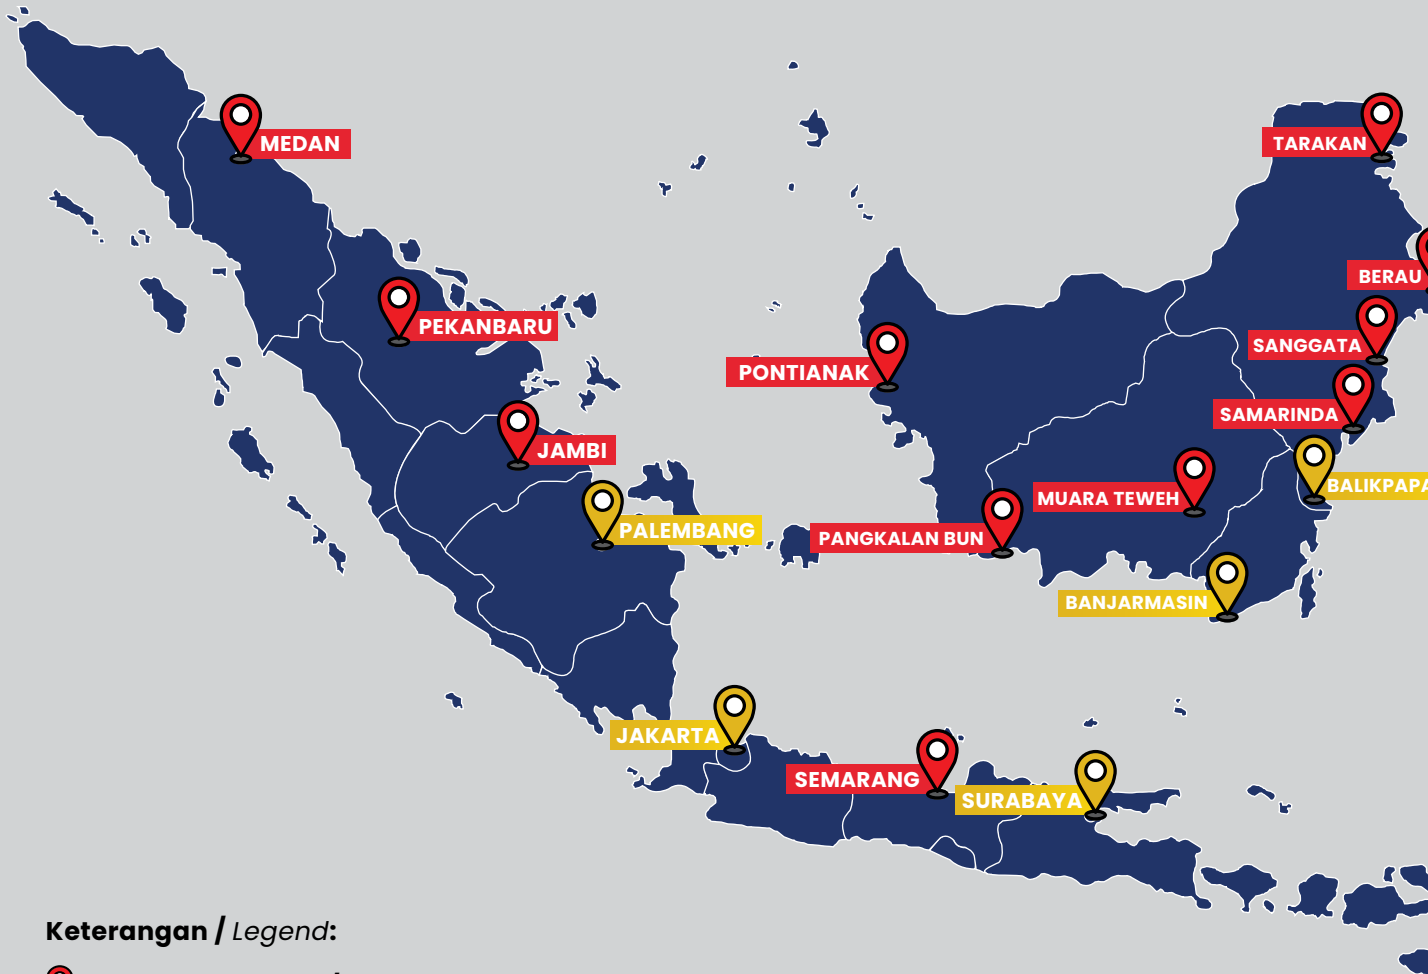 MEDAN
TARAKAN
BERAU
PEKANBARU
SANGGATA
PONTIANAK
SAMARINDA
JAMBI
BALIKPAPA
MUARA TEWEH
PALEMBANG
PANGKALAN BUN
BANJARMASIN
JAKARTA
SEMARANG
SURABAYA
Keterangan / Legend: